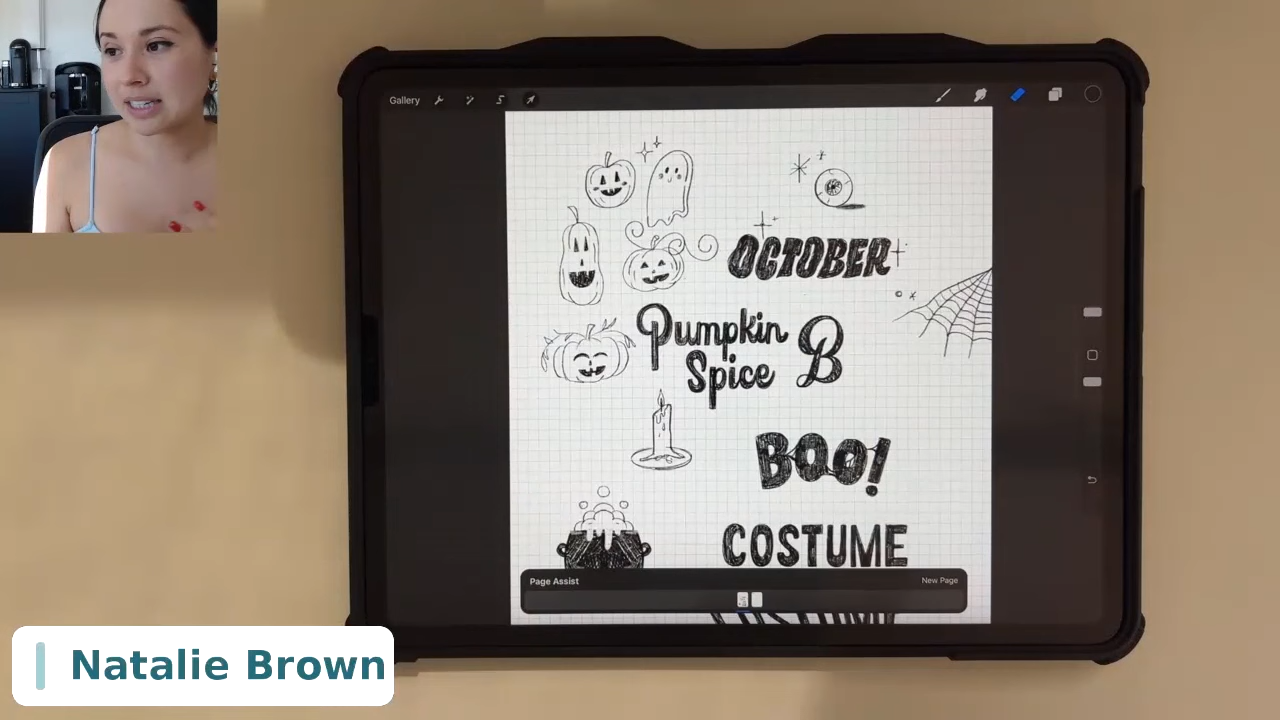 Gallery
OCTOBER
Pumpkin
Spice
B
BOO!
COSTUME
Page Assist
New Page
Natalie Brown